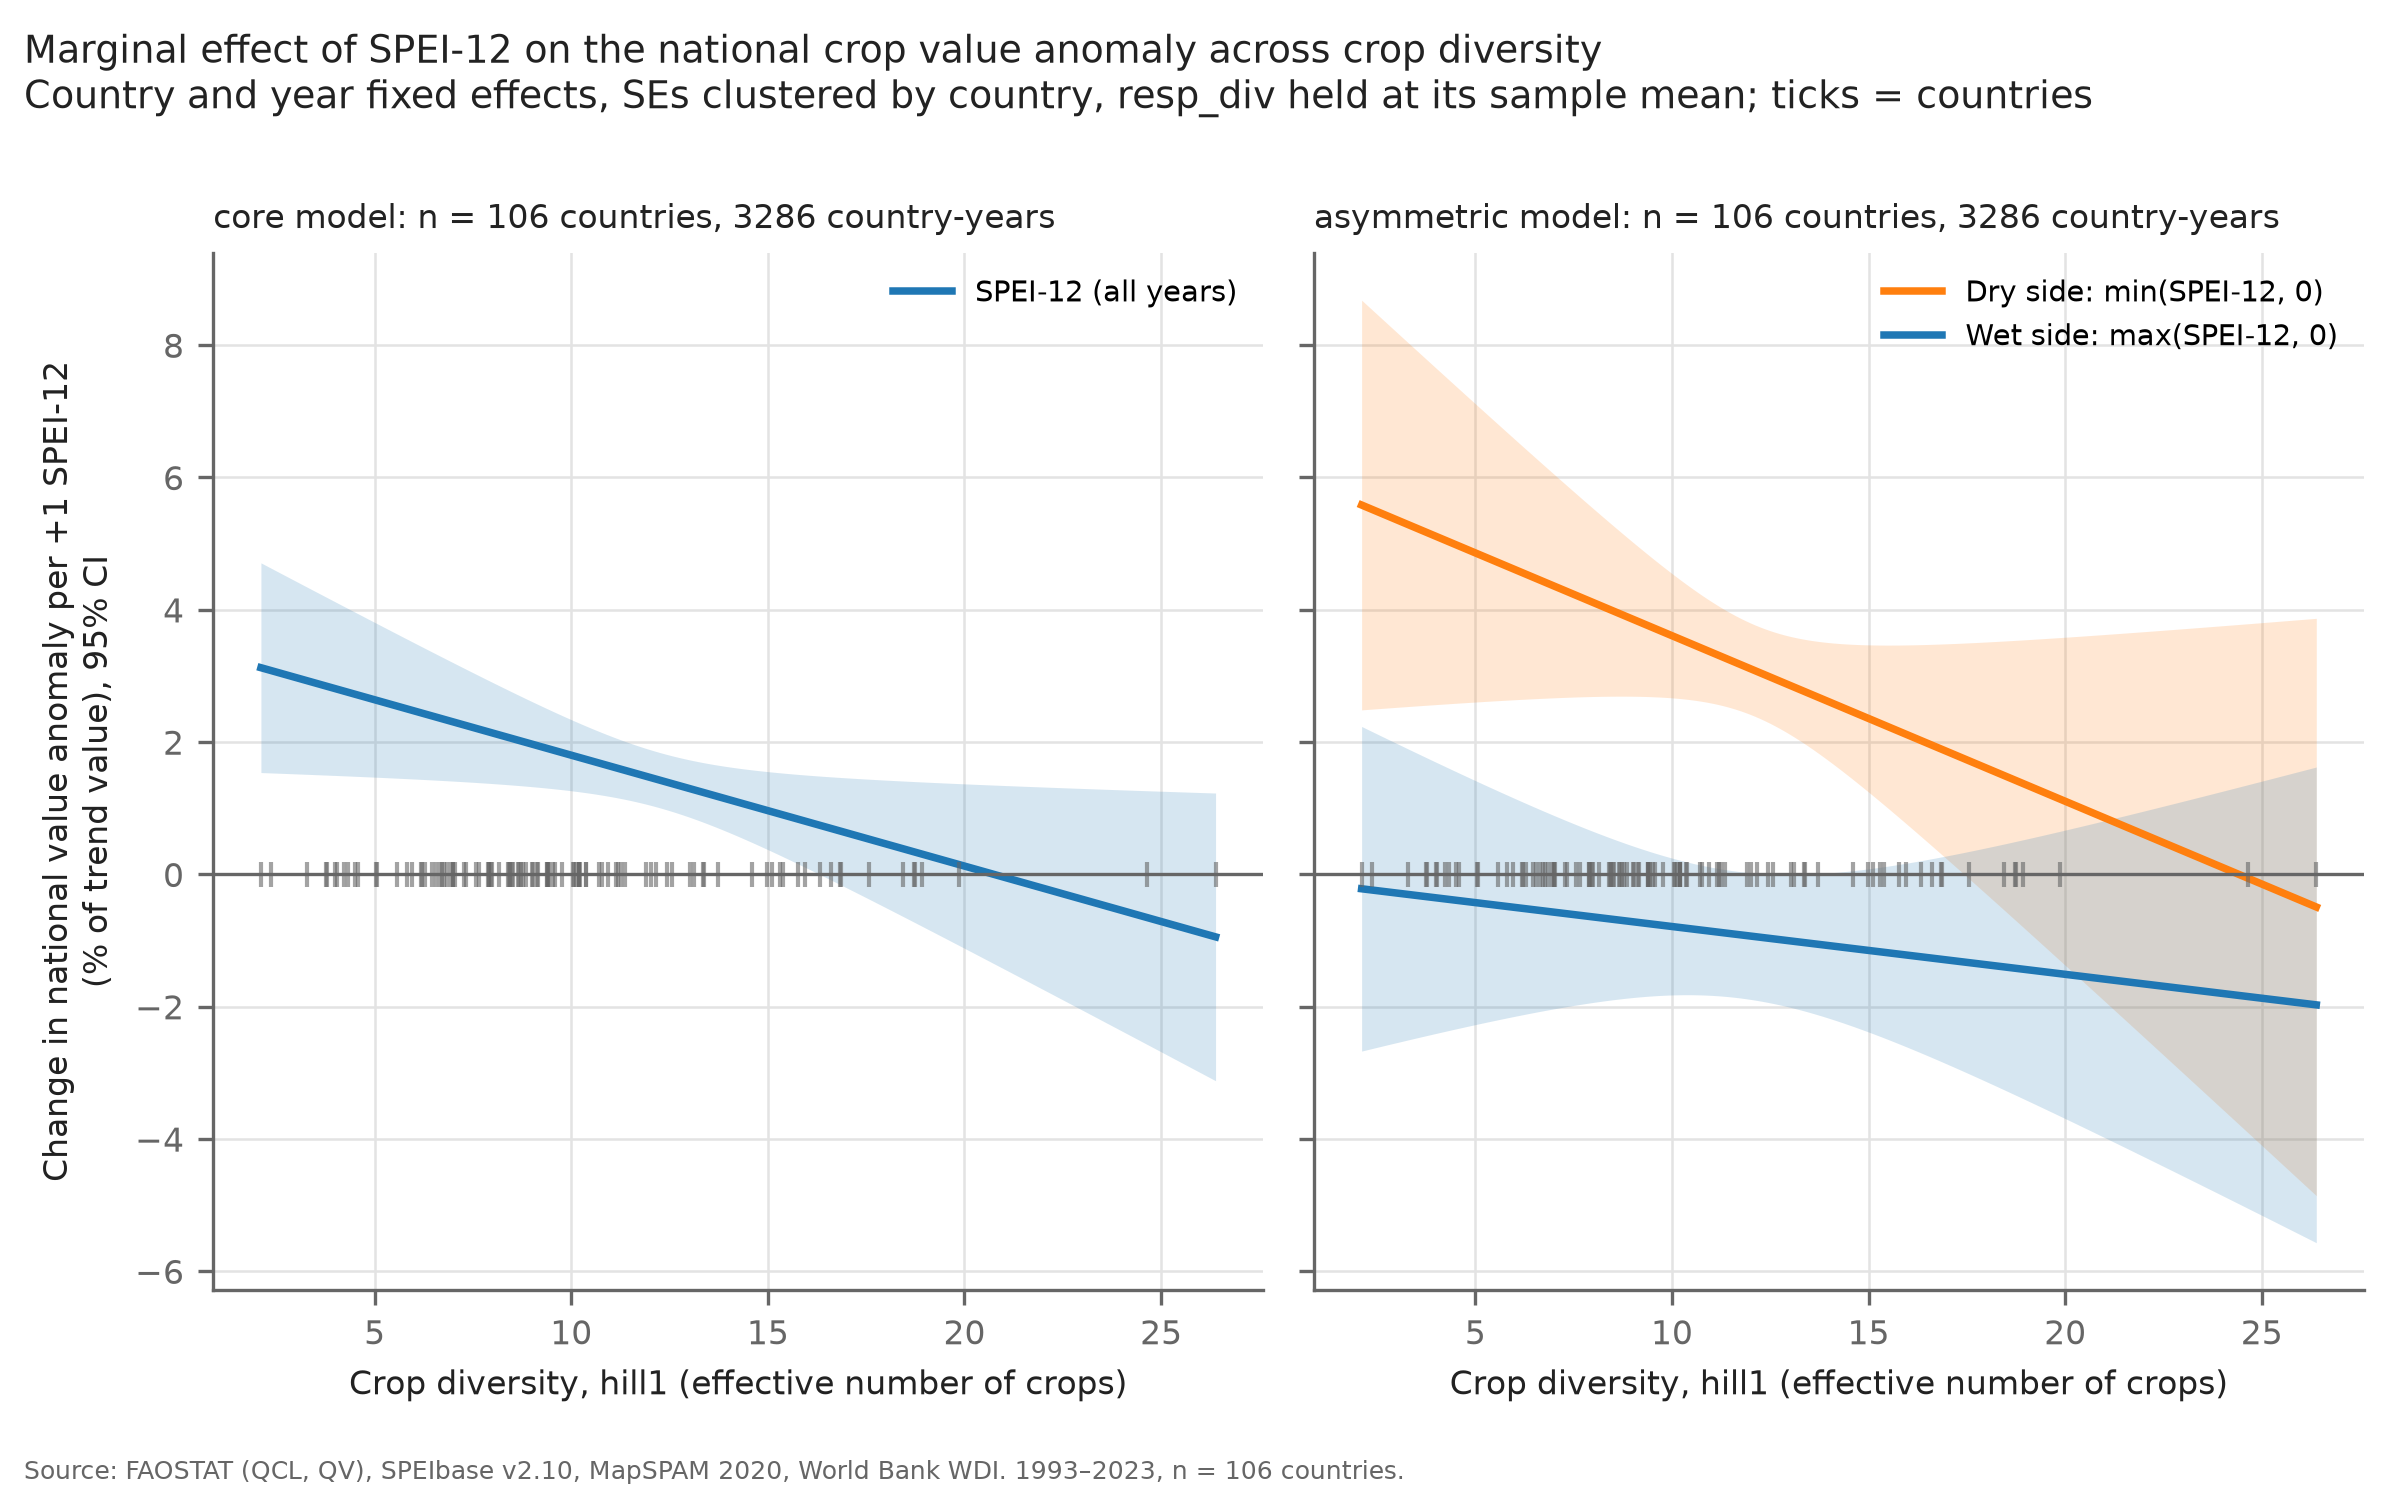 Marginal effect of SPEI-12 on the national crop value anomaly across crop diversity
Country and year fixed effects, SEs clustered by country, resp_div held at its sample mean; ticks = countries
core model: n = 106 countries, 3286 country-years
SPEI-12 (all years)
Change in national value anomaly per +1 SPEI-12
(% of trend value), 95% CI
8
6
4
2
0
−2
−4
−6
5
10
15
20
25
Crop diversity, hill1 (effective number of crops)
asymmetric model: n = 106 countries, 3286 country-years
Dry side: min(SPEI-12, 0)
Wet side: max(SPEI-12, 0)
5
10
15
20
25
Crop diversity, hill1 (effective number of crops)
Source: FAOSTAT (QCL, QV), SPEIbase v2.10, MapSPAM 2020, World Bank WDI. 1993–2023, n = 106 countries.